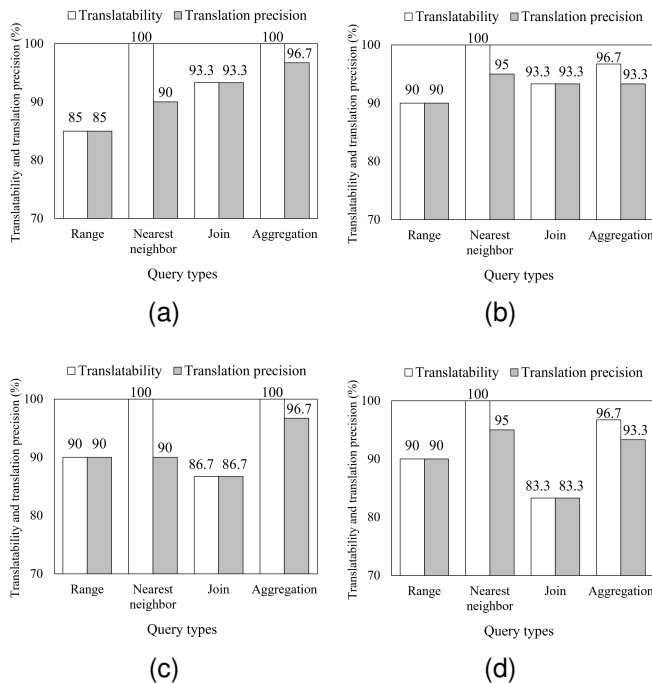 □ Translatability ■ Translation precision
Translatability and translation precision (%)
100
90
80
70
85 85
100
90
93.3 93.3
100
96.7
Range Nearest neighbor Join Aggregation
Query types
(a)
□ Translatability ■ Translation precision
Translatability and translation precision (%)
100
90
80
70
90 90
100
95
93.3 93.3
96.7
93.3
Range Nearest neighbor Join Aggregation
Query types
(b)
□ Translatability ■ Translation precision
Translatability and translation precision (%)
100
90
80
70
90 90
100
90
86.7 86.7
100
96.7
Range Nearest neighbor Join Aggregation
Query types
(c)
□ Translatability ■ Translation precision
Translatability and translation precision (%)
100
90
80
70
90 90
100
95
83.3 83.3
96.7
93.3
Range Nearest neighbor Join Aggregation
Query types
(d)